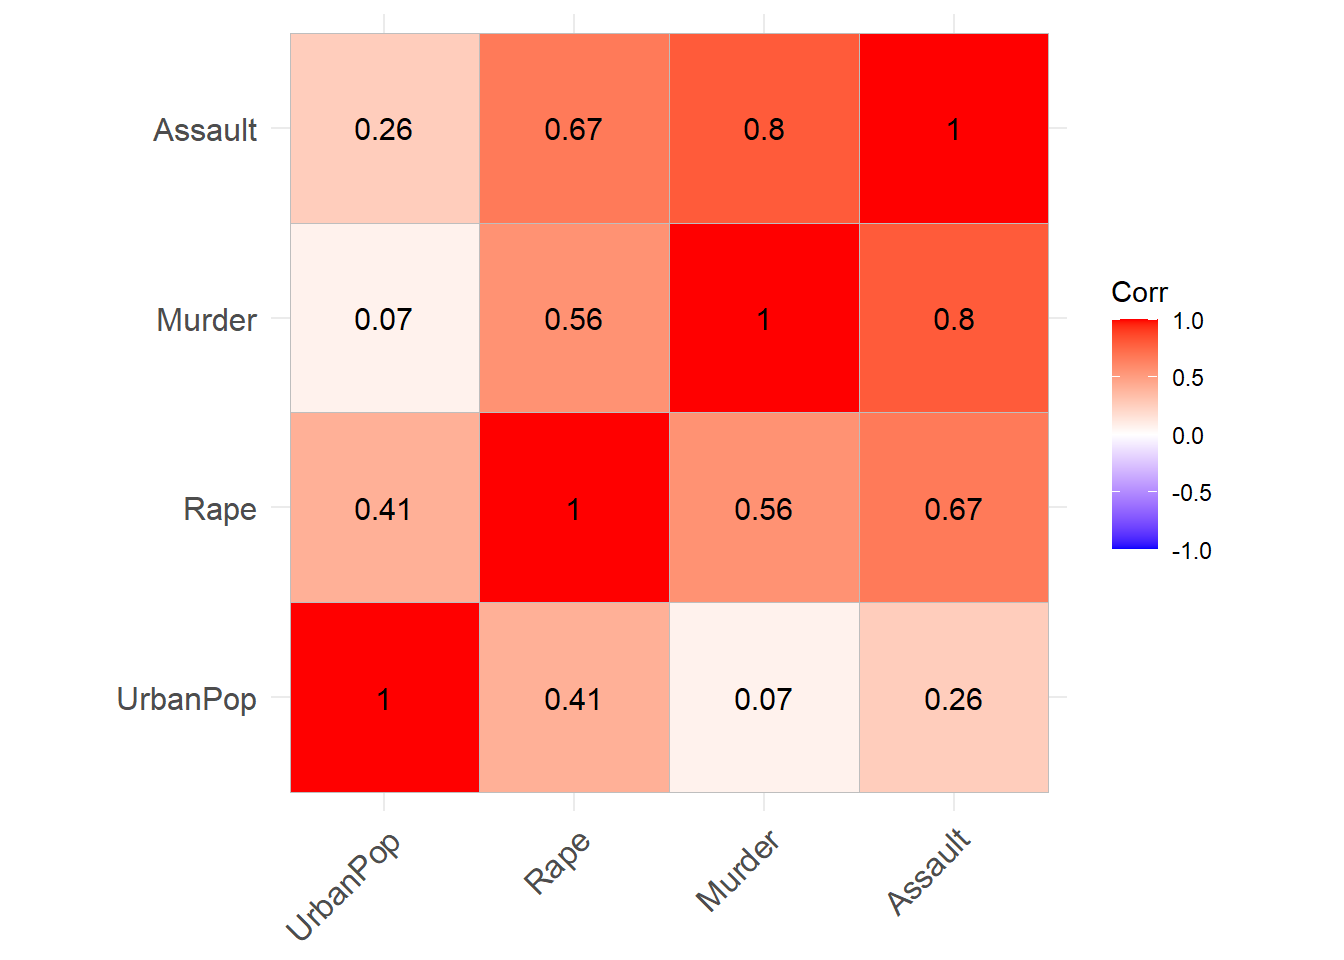 Assault 0.26 0.67 0.8 1
Murder 0.07 0.56 1 0.8
Rape 0.41 1 0.56 0.67
UrbanPop 1 0.41 0.07 0.26
UrbanPop Rape Murder Assault
Corr
1.0
0.5
0.0
-0.5
-1.0